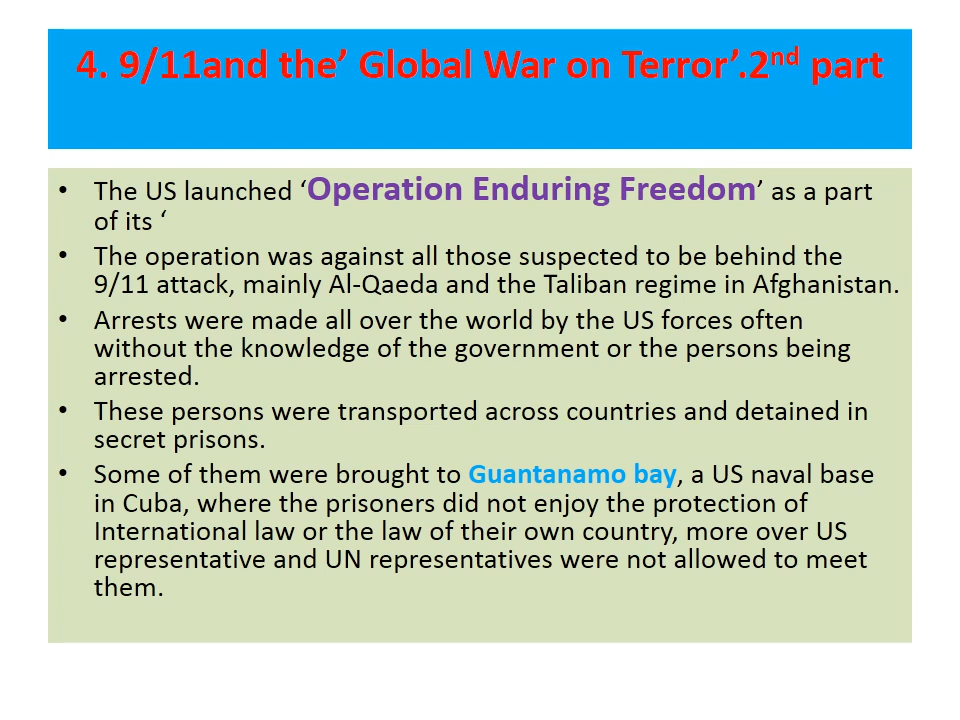 4. 9/11and the’ Global War on Terror’.2nd part
• The US launched ‘Operation Enduring Freedom’ as a part
of its ‘
• The operation was against all those suspected to be behind the
9/11 attack, mainly Al-Qaeda and the Taliban regime in Afghanistan.
• Arrests were made all over the world by the US forces often
without the knowledge of the government or the persons being
arrested.
• These persons were transported across countries and detained in
secret prisons.
• Some of them were brought to Guantanamo bay, a US naval base
in Cuba, where the prisoners did not enjoy the protection of
International law or the law of their own country, more over US
representative and UN representatives were not allowed to meet
them.